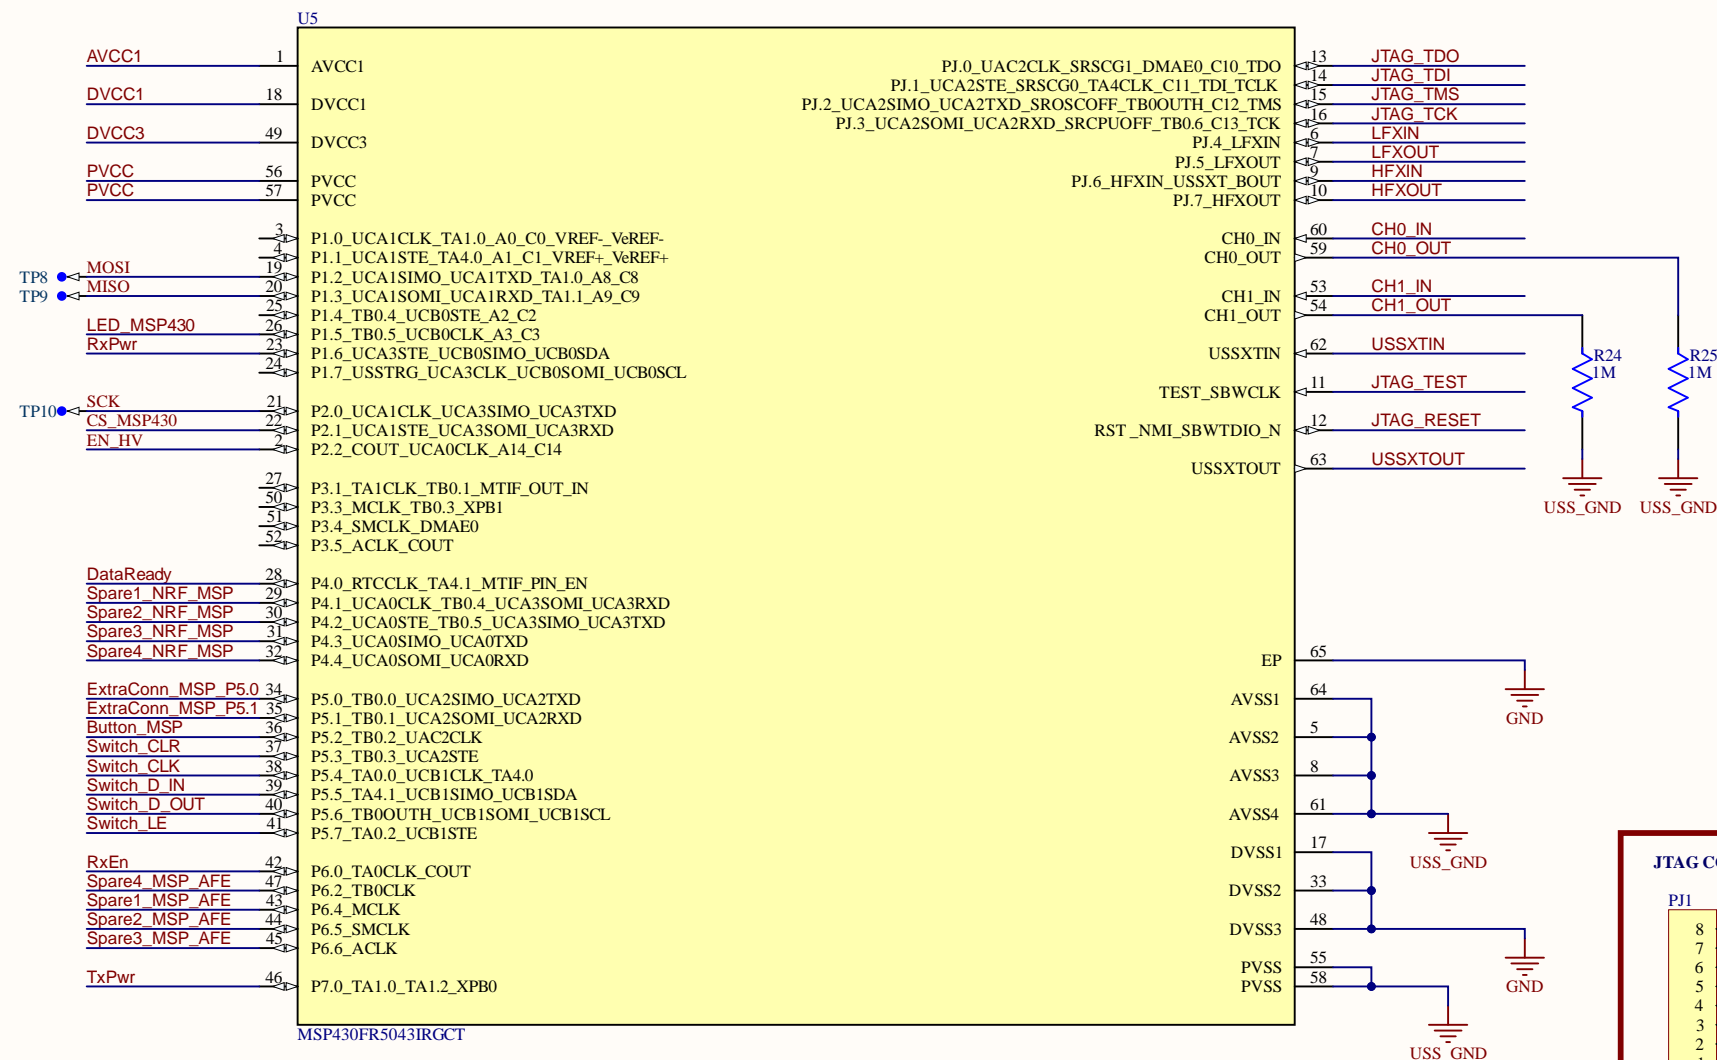 U5
AVCC1 1 AVCC1
DVCC1 18 DVCC1
DVCC3 49 DVCC3
PVCC 56 PVCC
PVCC 57 PVCC
3 P1.0_UCA1CLK_TA1.0_A0_C0_VREF-_VeREF-
4 P1.1_UCA1STE_TA4.0_A1_C1_VREF+_VeREF+
TP8 MOSI 19 P1.2_UCA1SIMO_UCA1TXD_TA1.0_A8_C8
TP9 MISO 20 P1.3_UCA1SOMI_UCA1RXD_TA1.1_A9_C9
25 P1.4_TB0.4_UCB0STE_A2_C2
LED_MSP430 26 P1.5_TB0.5_UCB0CLK_A3_C3
RxPwr 23 P1.6_UCA3STE_UCB0SIMO_UCB0SDA
24 P1.7_USSTRG_UCA3CLK_UCB0SOMI_UCB0SCL
TP10 SCK 21 P2.0_UCA1CLK_UCA3SIMO_UCA3TXD
CS_MSP430 22 P2.1_UCA1STE_UCA3SOMI_UCA3RXD
EN_HV 2 P2.2_COUT_UCA0CLK_A14_C14
27 P3.1_TA1CLK_TB0.1_MTIF_OUT_IN
50 P3.3_MCLK_TB0.3_XPB1
51 P3.4_SMCLK_DMAE0
52 P3.5_ACLK_COUT
DataReady 28 P4.0_RTCCLK_TA4.1_MTIF_PIN_EN
Spare1_NRF_MSP 29 P4.1_UCA0CLK_TB0.4_UCA3SOMI_UCA3RXD
Spare2_NRF_MSP 30 P4.2_UCA0STE_TB0.5_UCA3SIMO_UCA3TXD
Spare3_NRF_MSP 31 P4.3_UCA0SIMO_UCA0TXD
Spare4_NRF_MSP 32 P4.4_UCA0SOMI_UCA0RXD
ExtraConn_MSP_P5.0 34 P5.0_TB0.0_UCA2SIMO_UCA2TXD
ExtraConn_MSP_P5.1 35 P5.1_TB0.1_UCA2SOMI_UCA2RXD
Button_MSP 36 P5.2_TB0.2_UAC2CLK
Switch_CLR 37 P5.3_TB0.3_UCA2STE
Switch_CLK 38 P5.4_TA0.0_UCB1CLK_TA4.0
Switch_D_IN 39 P5.5_TA4.1_UCB1SIMO_UCB1SDA
Switch_D_OUT 40 P5.6_TB0OUTH_UCB1SOMI_UCB1SCL
Switch_LE 41 P5.7_TA0.2_UCB1STE
RxEn 42 P6.0_TA0CLK_COUT
Spare4_MSP_AFE 47 P6.2_TB0CLK
Spare1_MSP_AFE 43 P6.4_MCLK
Spare2_MSP_AFE 44 P6.5_SMCLK
Spare3_MSP_AFE 45 P6.6_ACLK
TxPwr 46 P7.0_TA1.0_TA1.2_XPB0
MSP430FR5043IRGCT
PJ.0_UAC2CLK_SRSCG1_DMAE0_C10_TDO 13 JTAG_TDO
PJ.1_UCA2STE_SRSCG0_TA4CLK_C11_TDI_TCLK 14 JTAG_TDI
PJ.2_UCA2SIMO_UCA2TXD_SROSCOFF_TB0OUTH_C12_TMS 15 JTAG_TMS
PJ.3_UCA2SOMI_UCA2RXD_SRCPUOFF_TB0.6_C13_TCK 16 JTAG_TCK
PJ.4_LFXIN 6 LFXIN
PJ.5_LFXOUT 7 LFXOUT
PJ.6_HFXIN_USSXT_BOUT 9 HFXIN
PJ.7_HFXOUT 10 HFXOUT
CH0_IN 60 CH0_IN
CH0_OUT 59 CH0_OUT
CH1_IN 53 CH1_IN
CH1_OUT 54 CH1_OUT
USSXTIN 62 USSXTIN
TEST_SBWCLK 11 JTAG_TEST
RST_NMI_SBWTDIO_N 12 JTAG_RESET
USSXTOUT 63 USSXTOUT
R24
1M
R25
1M
USS_GND USS_GND
EP 65
GND
AVSS1 64
AVSS2 5
AVSS3 8
AVSS4 61
USS_GND
DVSS1 17
DVSS2 33
DVSS3 48
GND
PVSS 55
PVSS 58
USS_GND
JTAG
PJ1
8
7
6
5
4
3
2